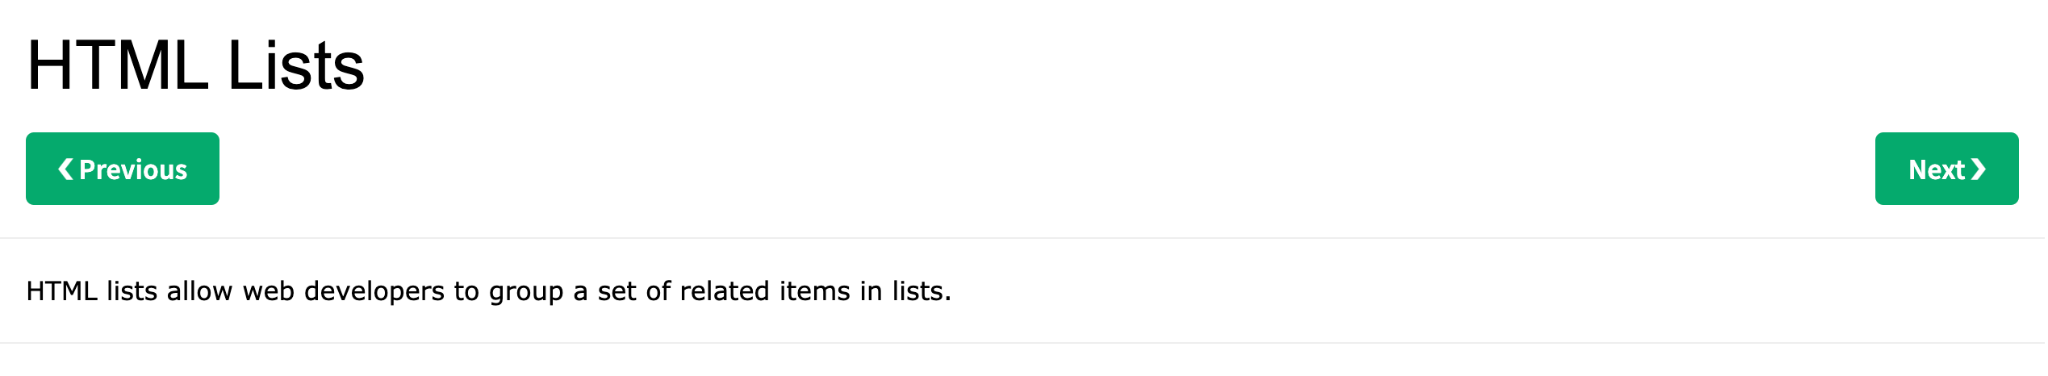 HTML Lists
❮ Previous
Next ❯
HTML lists allow web developers to group a set of related items in lists.